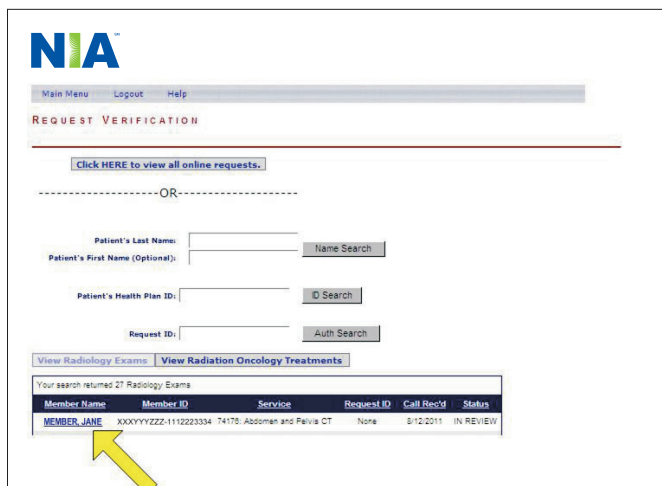 NIA
Main Menu Logout Help
REQUEST VERIFICATION
Click HERE to view all online requests.
--------------------OR--------------------
Patient's Last Name:
Name Search
Patient's First Name (Optional):
Patient's Health Plan ID:
ID Search
Request ID:
Auth Search
View Radiology Exams View Radiation Oncology Treatments
Your search returned 27 Radiology Exams
Member Name Member ID Service Request ID Call Rec'd Status
MEMBER, JANE XXXYYYZZZ-1112223334 74176: Abdomen and Pelvis CT None 8/12/2011 IN REVIEW